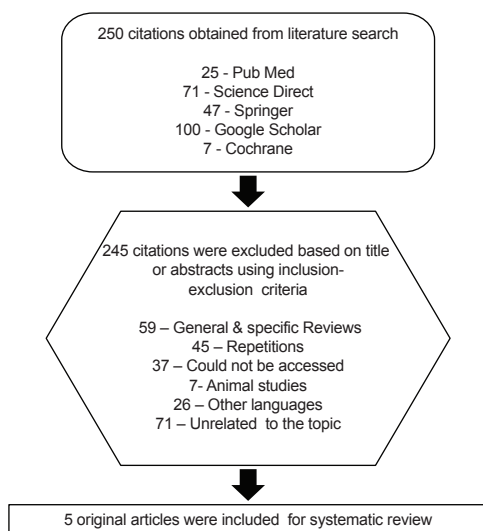 250 citations obtained from literature search
25 - Pub Med
71 - Science Direct
47 - Springer
100 - Google Scholar
7 - Cochrane
245 citations were excluded based on title
or abstracts using inclusion-
exclusion criteria
59 – General & specific Reviews
45 – Repetitions
37 – Could not be accessed
7- Animal studies
26 – Other languages
71 – Unrelated to the topic
5 original articles were included for systematic review